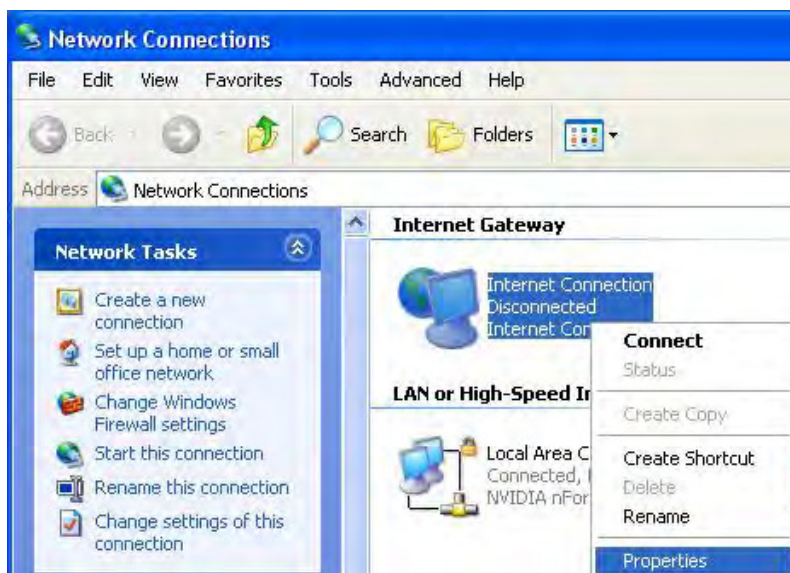 Network Connections
File Edit View Favorites Tools Advanced Help
Back Search Folders
Address Network Connections
Network Tasks
Create a new
connection
Set up a home or small
office network
Change Windows
Firewall settings
Start this connection
Rename this connection
Change settings of this
connection
Internet Gateway
Internet Connection
Disconnected
Internet
LAN or High-Speed
Local Area
Connected,
NVIDIA
Connect
Status
Create Copy
Create Shortcut
Delete
Rename
Properties